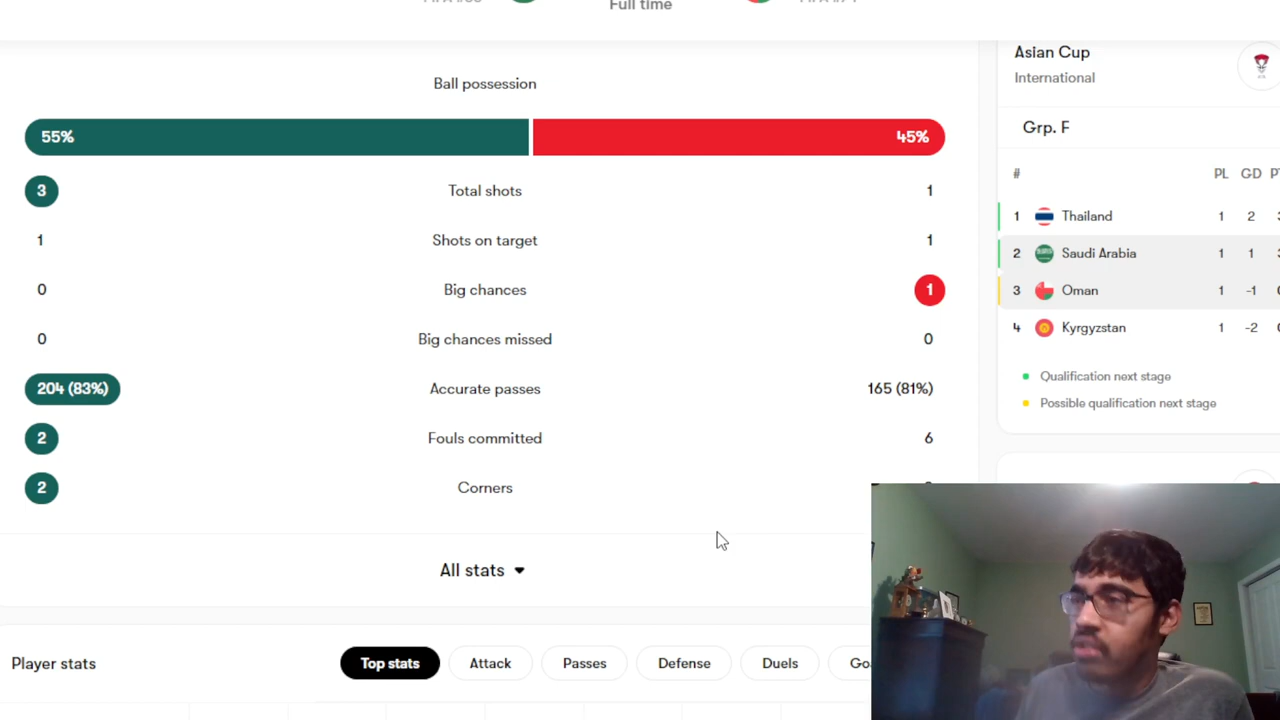 Full time
Ball possession
55% 45%
3 Total shots 1
1 Shots on target 1
0 Big chances 1
0 Big chances missed 0
204 (83%) Accurate passes 165 (81%)
2 Fouls committed 6
2 Corners
All stats
Player stats Top stats Attack Passes Defense Duels
Asian Cup
International
Grp. F
# PL GD
1 Thailand 1 2
2 Saudi Arabia 1 1
3 Oman 1 -1
4 Kyrgyzstan 1 -2
Qualification next stage
Possible qualification next stage